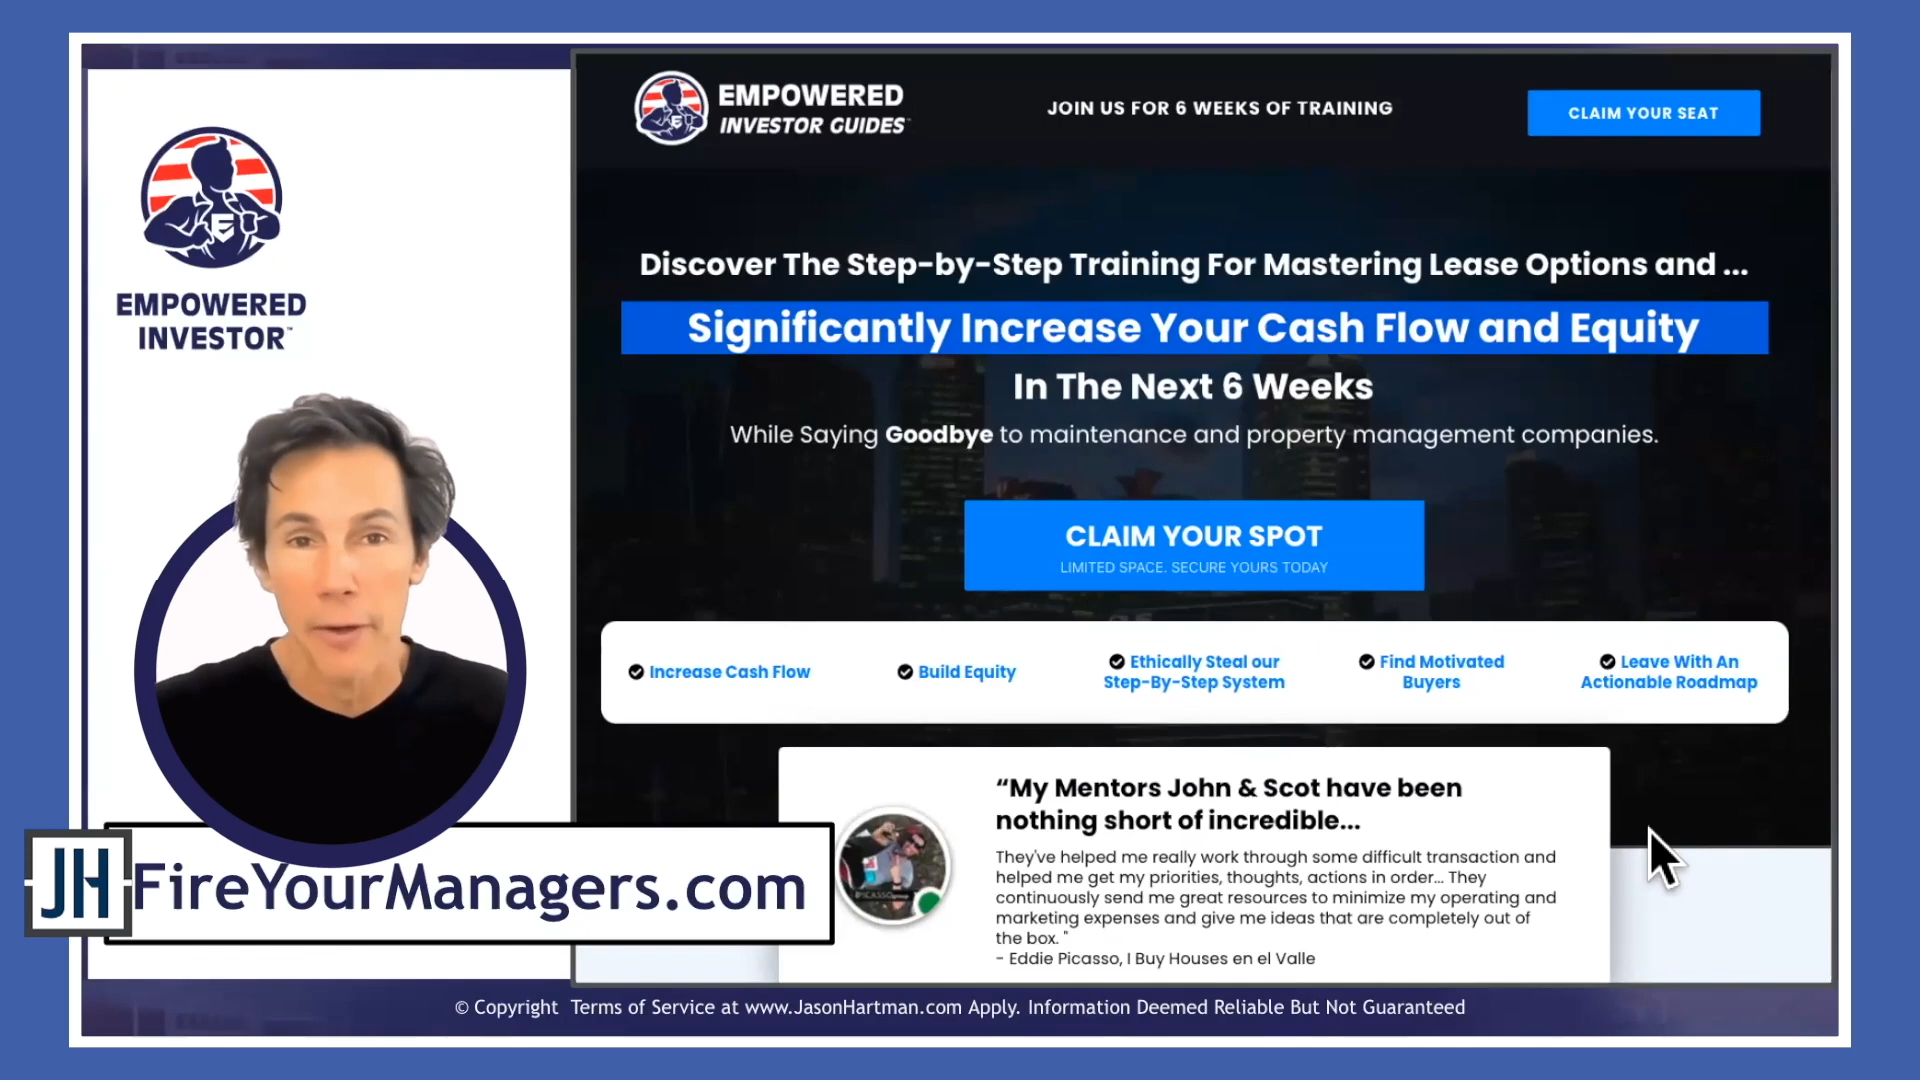 EMPOWERED
INVESTOR™
JH
FireYourManagers.com
EMPOWERED
INVESTOR GUIDES™
JOIN US FOR 6 WEEKS OF TRAINING
CLAIM YOUR SEAT
Discover The Step-by-Step Training For Mastering Lease Options and ...
Significantly Increase Your Cash Flow and Equity
In The Next 6 Weeks
While Saying Goodbye to maintenance and property management companies.
CLAIM YOUR SPOT
LIMITED SPACE. SECURE YOURS TODAY
Increase Cash Flow
Build Equity
Ethically Steal our
Step-By-Step System
Find Motivated
Buyers
Leave With An
Actionable Roadmap
“My Mentors John & Scot have been
nothing short of incredible...
They've helped me really work through some difficult transaction and
helped me get my priorities, thoughts, actions in order... They
continuously send me great resources to minimize my operating and
marketing expenses and give me ideas that are completely out of
the box. "
- Eddie Picasso, I Buy Houses en el Valle
© Copyright Terms of Service at www.JasonHartman.com Apply. Information Deemed Reliable But Not Guaranteed